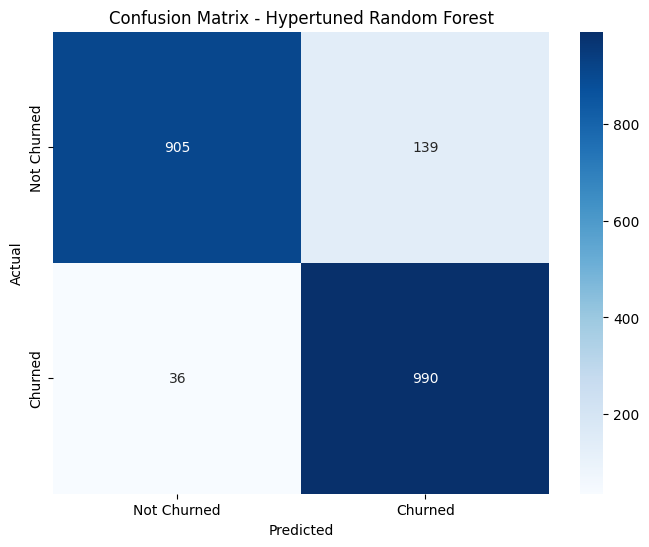 Confusion Matrix - Hypertuned Random Forest
Actual
Not Churned
905
139
Churned
36
990
Not Churned
Churned
Predicted
800
600
400
200